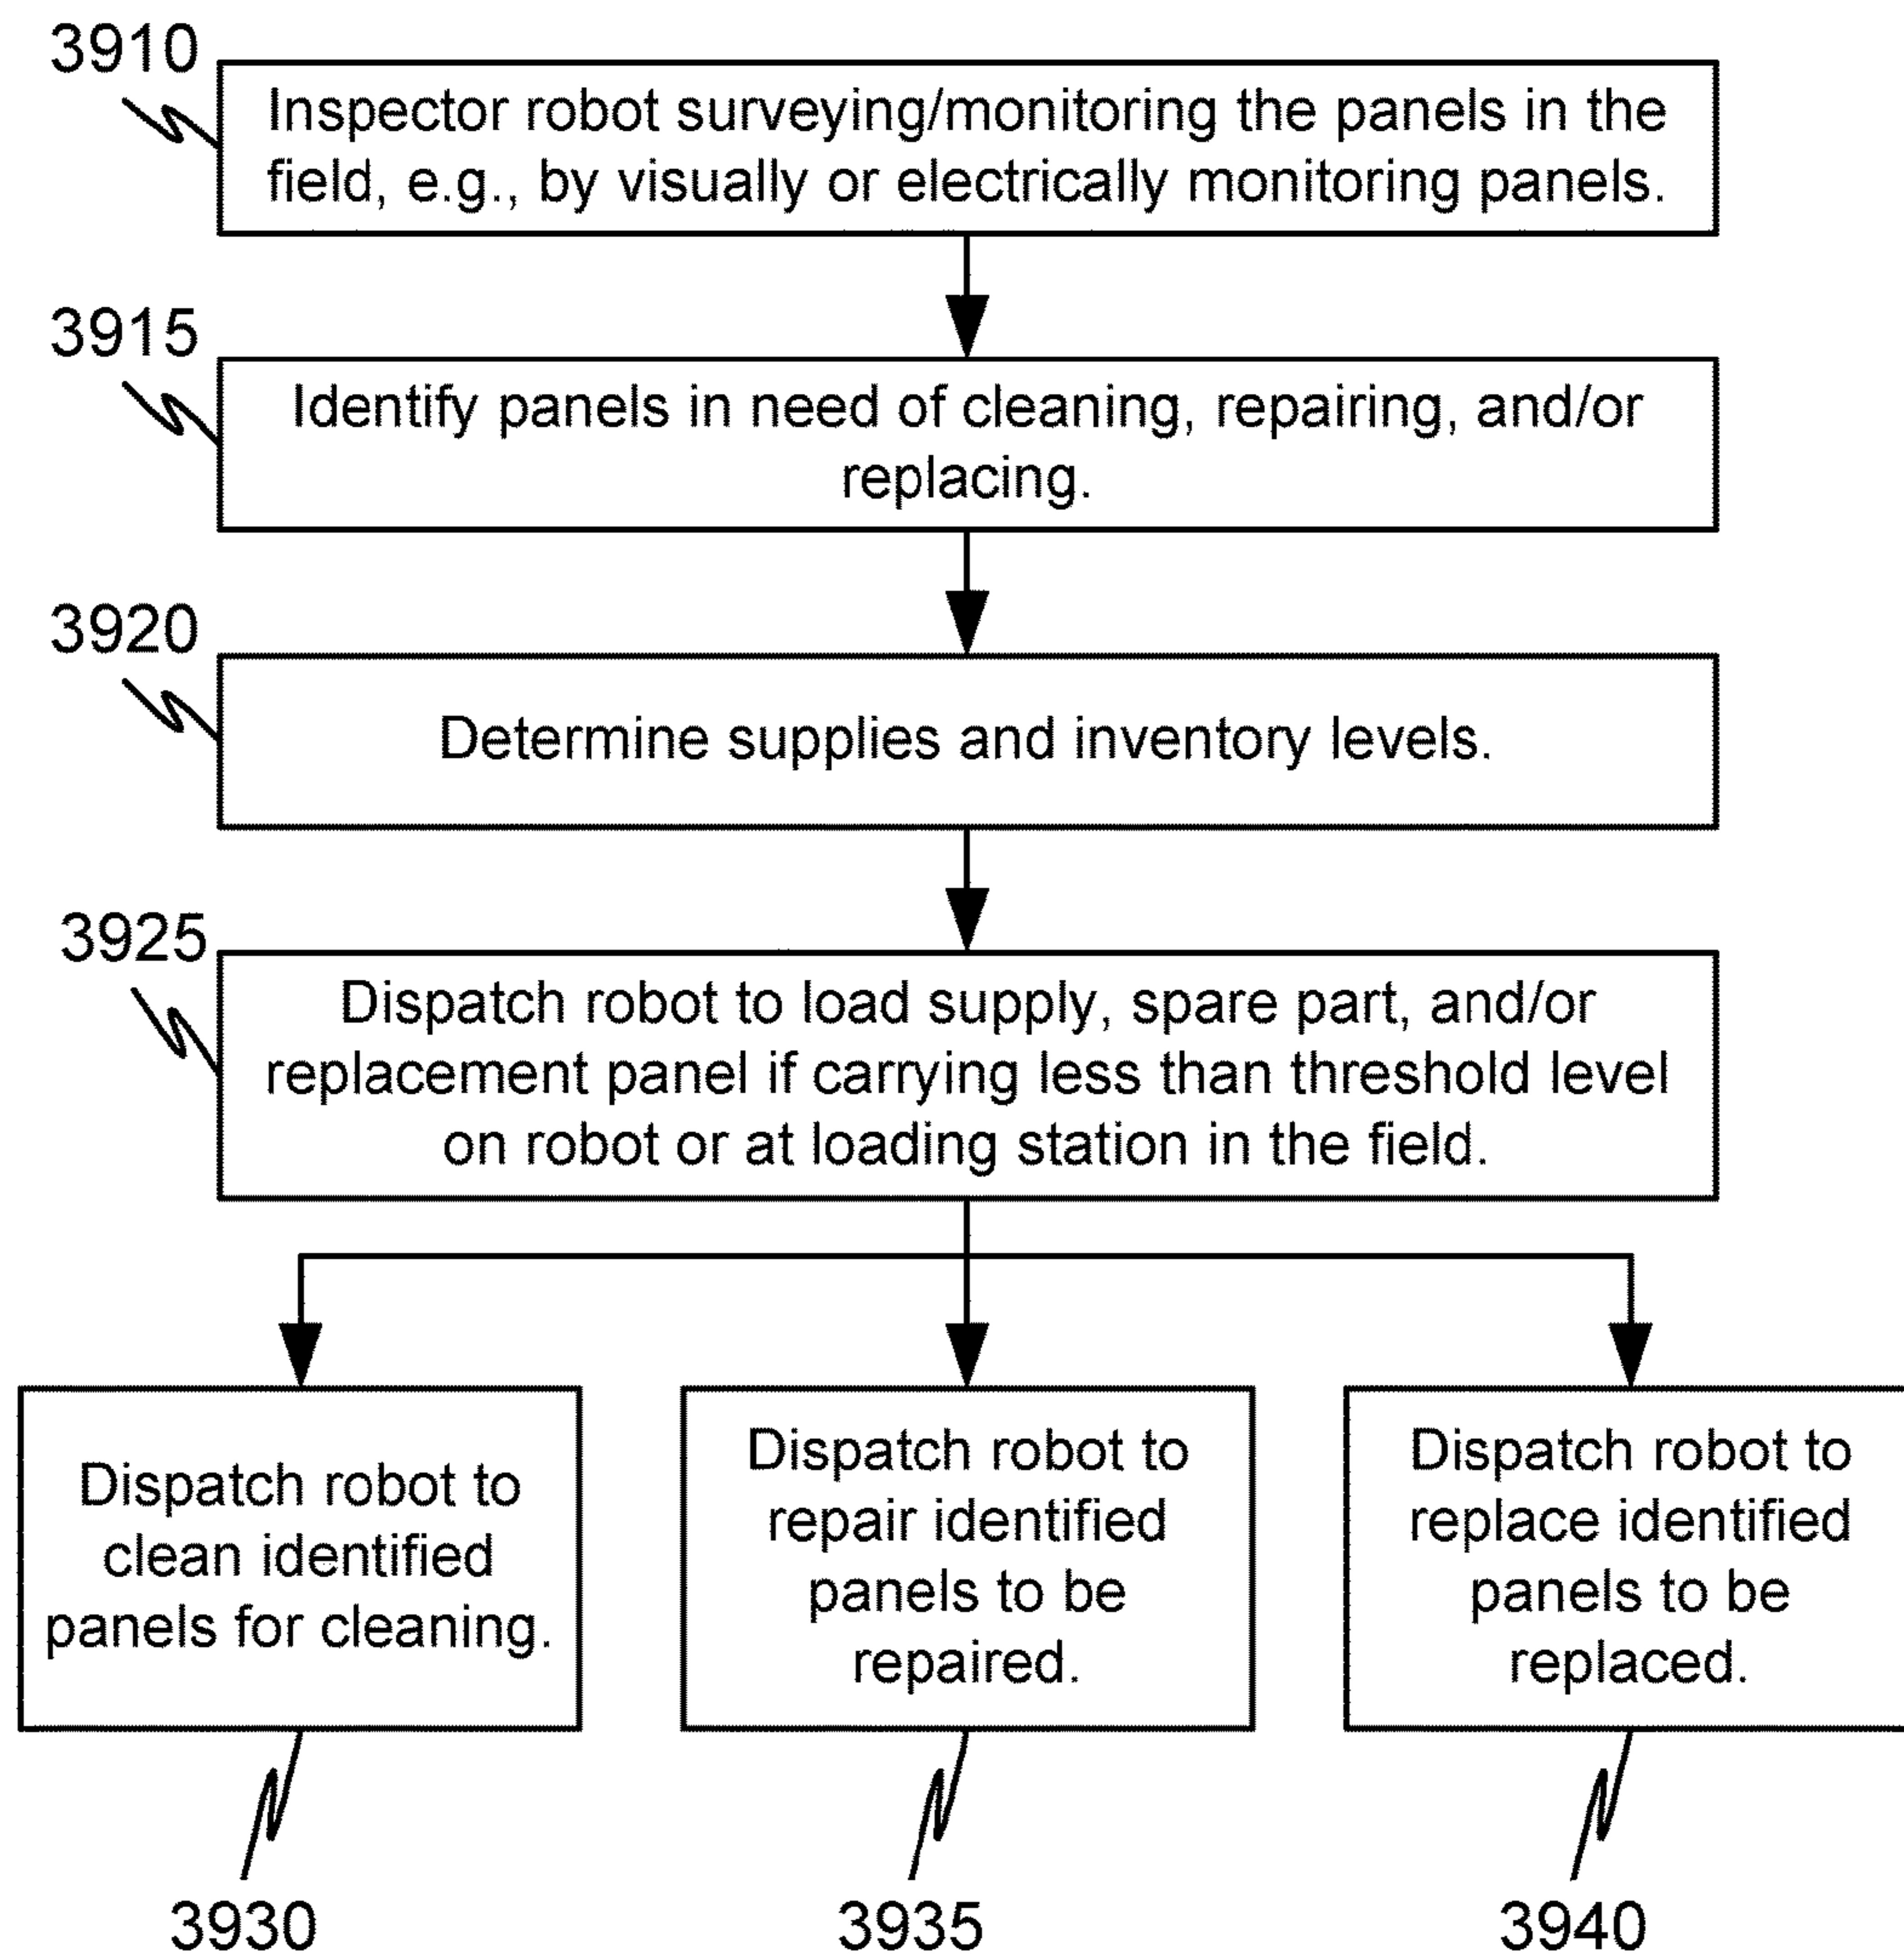 3910
Inspector robot surveying/monitoring the panels in the
field, e.g., by visually or electrically monitoring panels.
3915
Identify panels in need of cleaning, repairing, and/or
replacing.
3920
Determine supplies and inventory levels.
3925
Dispatch robot to load supply, spare part, and/or
replacement panel if carrying less than threshold level
on robot or at loading station in the field.
Dispatch robot to
clean identified
panels for cleaning.
Dispatch robot to
repair identified
panels to be
repaired.
Dispatch robot to
replace identified
panels to be
replaced.
3930
3935
3940